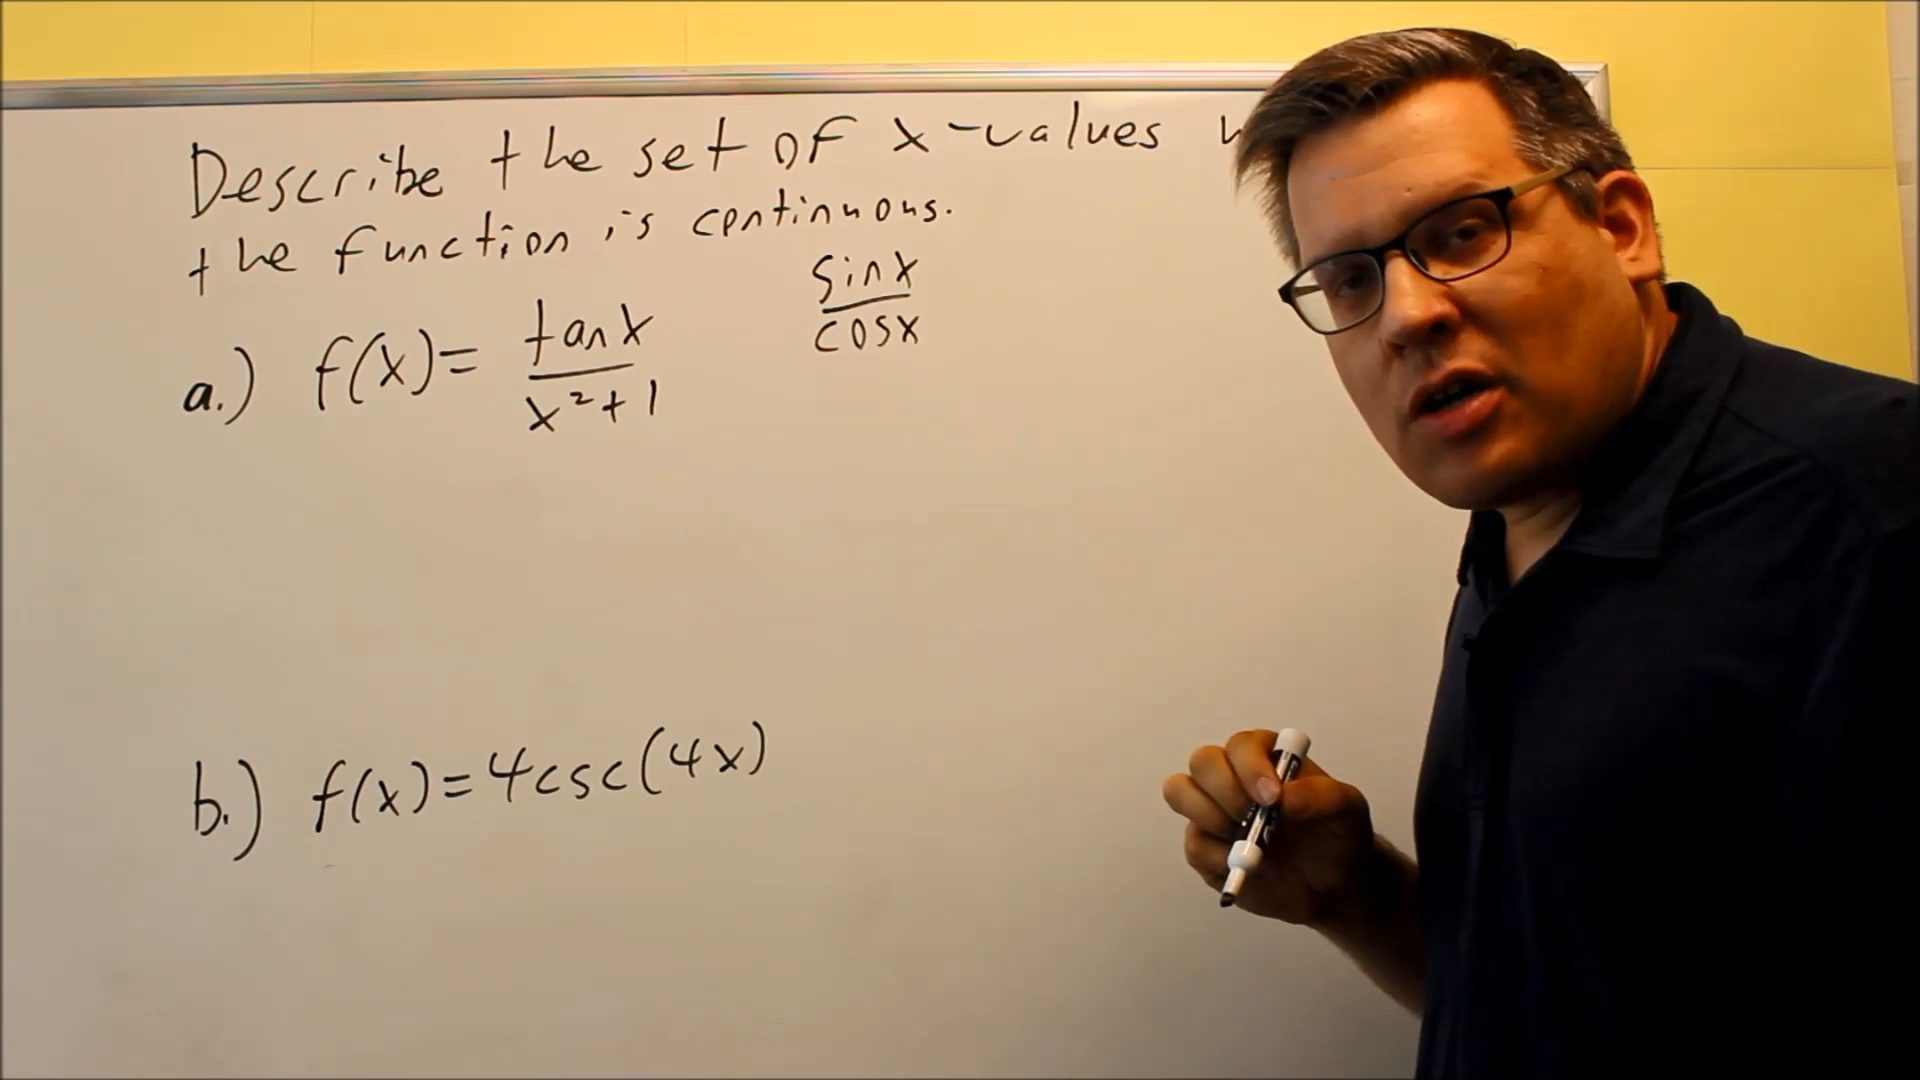 Describe the set of x-values
the function is continuous.
a.) f(x)= tanx / x²+1
sinx / cosx
b.) f(x)=4csc(4x)